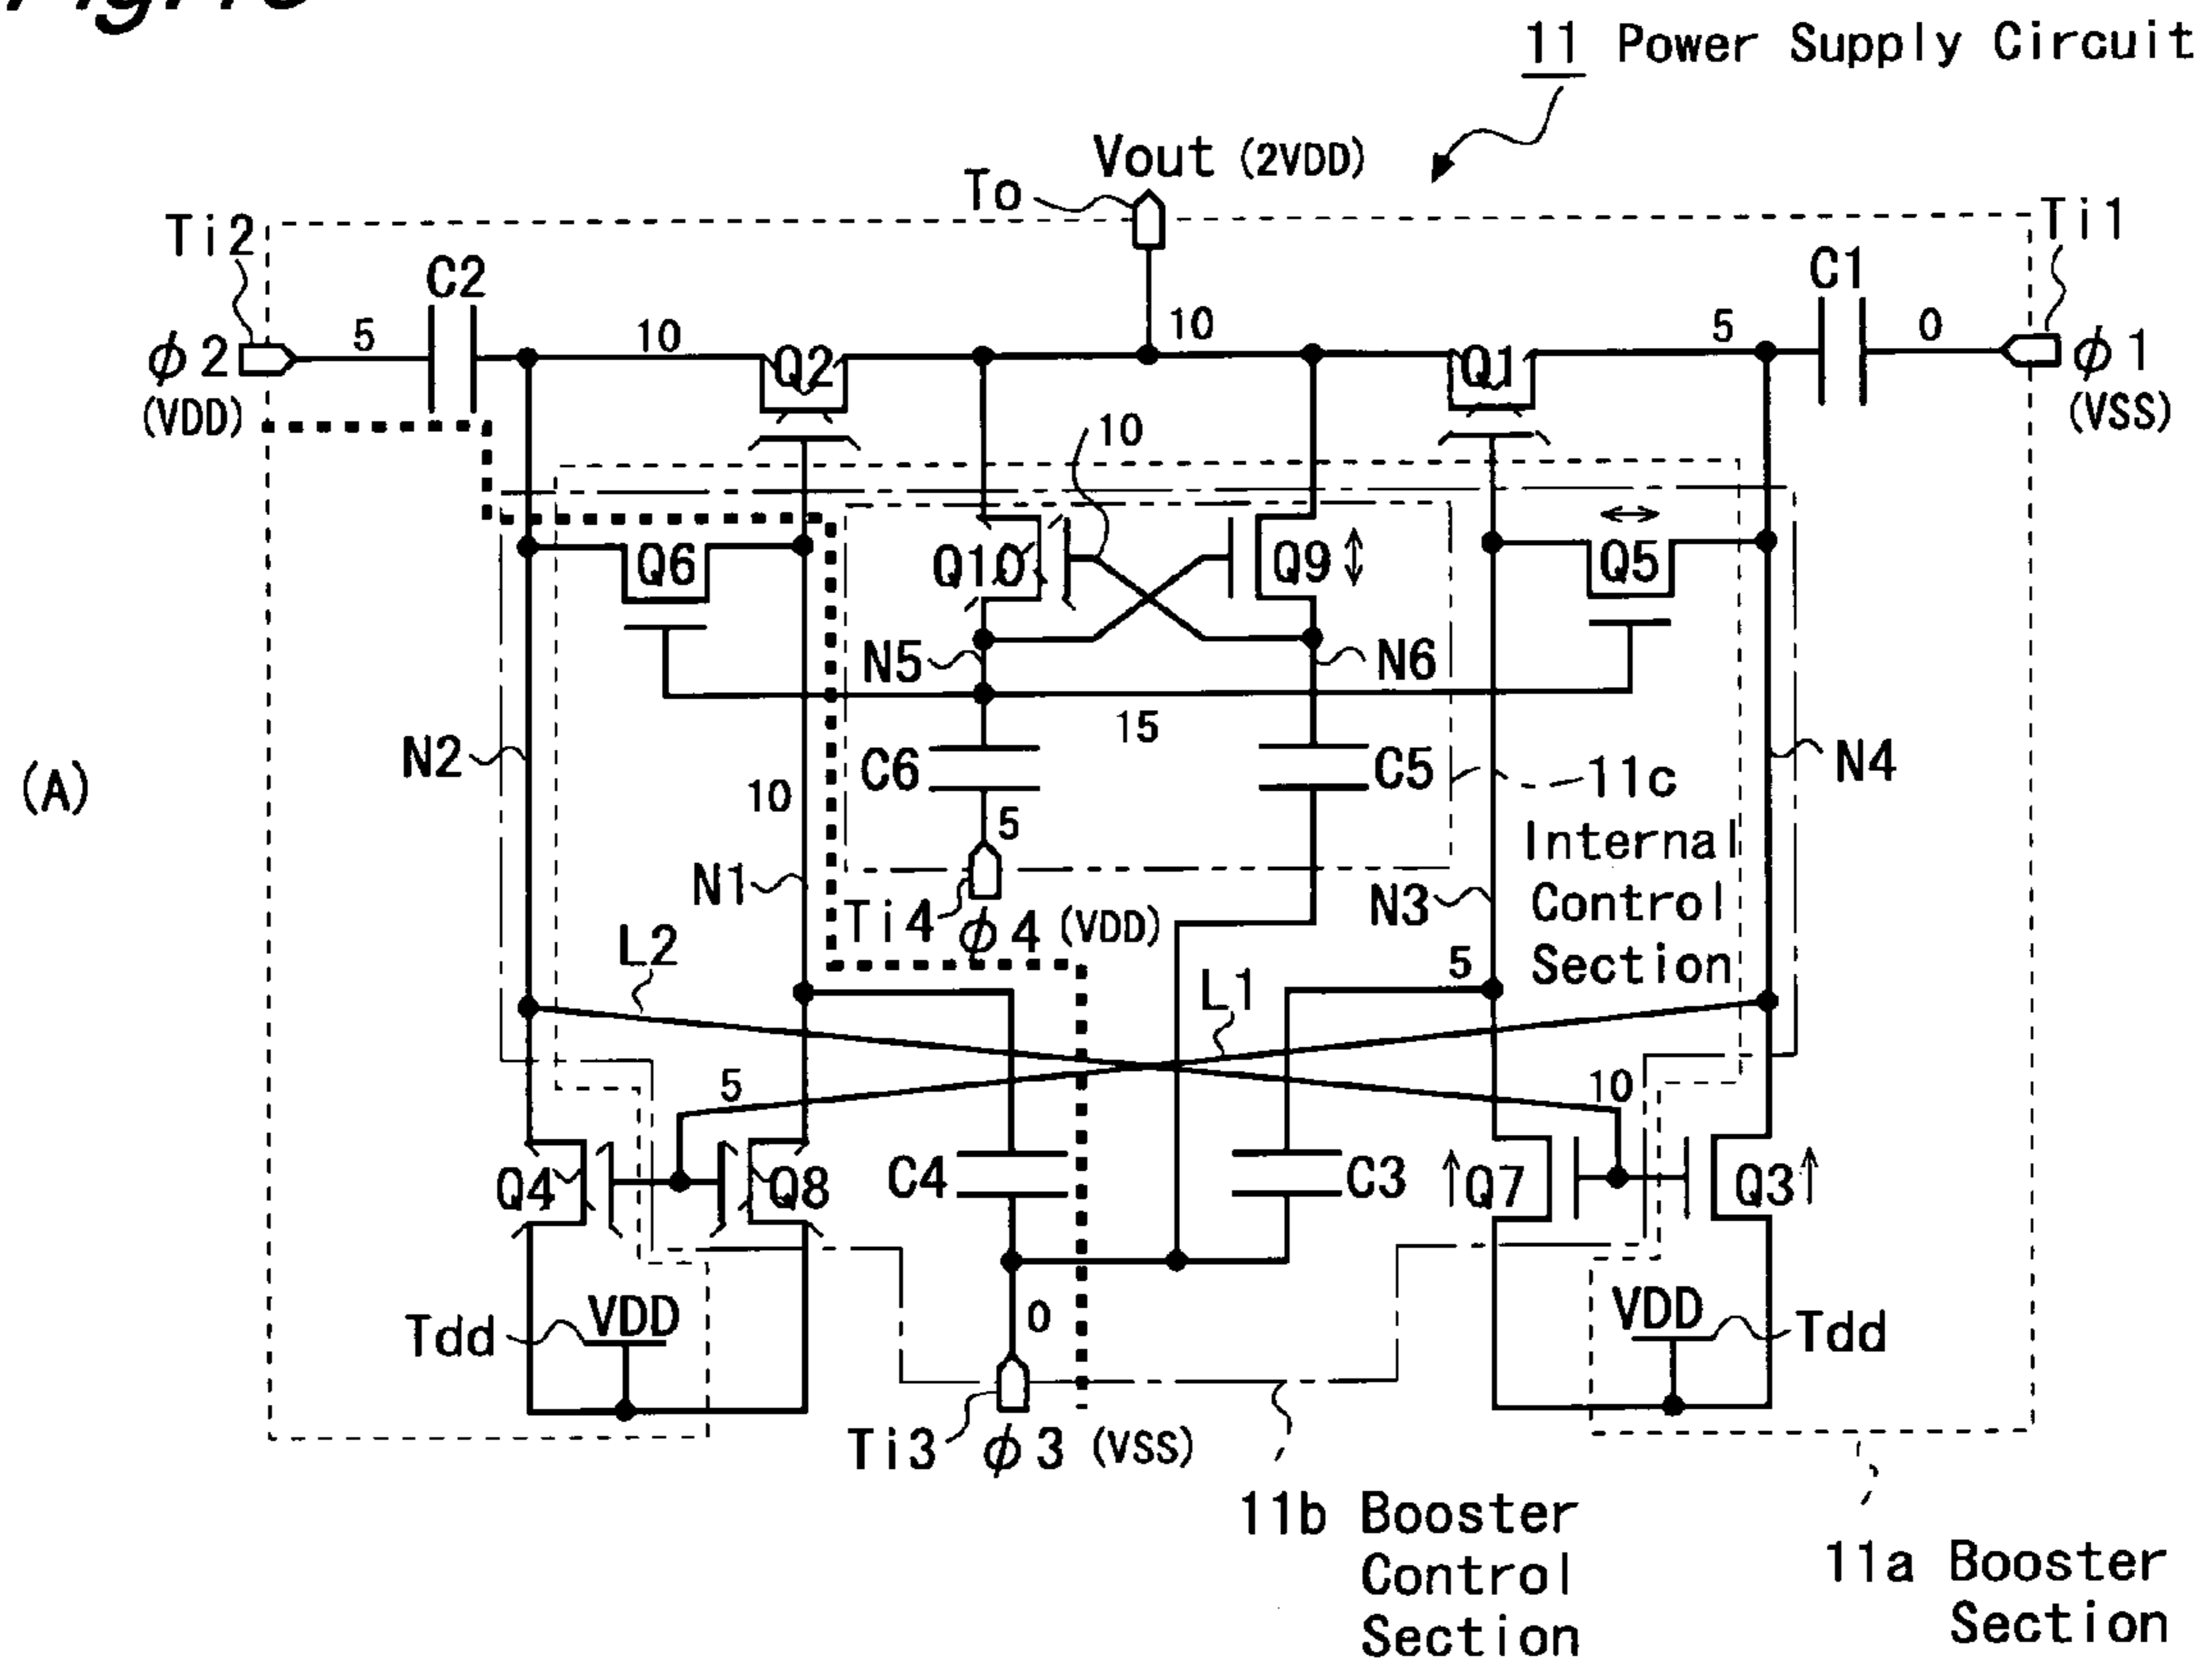 11 Power Supply Circuit
Vout (2VDD)
To
Ti2
Ti1
C2
C1
5
10
Q2
10
Q1
5
0
φ2
(VDD)
φ1
(VSS)
10
Q6
Q10
Q9
Q5
N5
N6
15
N2
C6
C5
11c
Internal
Control
Section
N4
(A)
10
5
N1
Ti4
φ4 (VDD)
N3
L2
L1
5
5
10
Q4
Q8
C4
C3
Q7
Q3
Tdd
VDD
0
VDD
Tdd
Ti3
φ3 (VSS)
11b Booster
Control
Section
11a Booster
Section